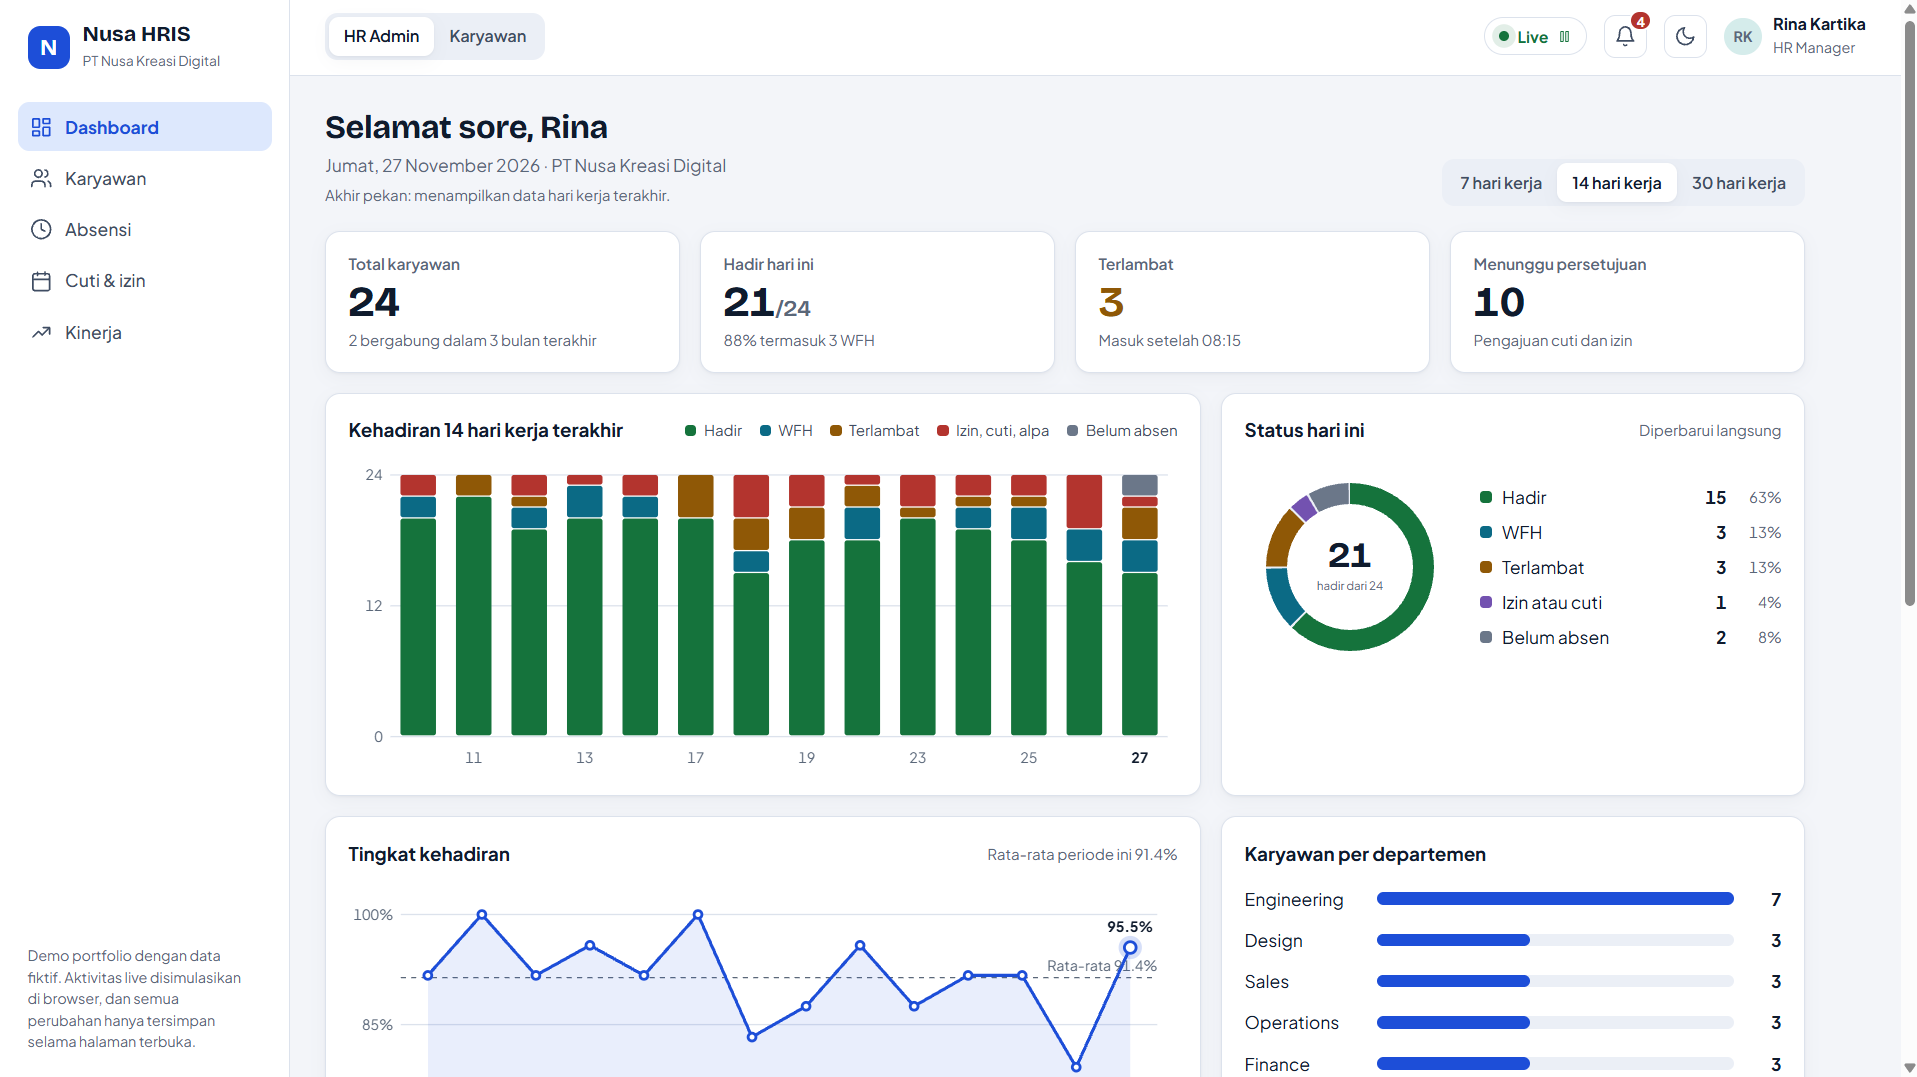 N
Nusa HRIS
PT Nusa Kreasi Digital
Dashboard
Karyawan
Absensi
Cuti & izin
Kinerja
Demo portfolio dengan data
fiktif. Aktivitas live disimulasikan
di browser, dan semua
perubahan hanya tersimpan
selama halaman terbuka.
HR Admin
Karyawan
Live
4
RK
Rina Kartika
HR Manager
Selamat sore, Rina
Jumat, 27 November 2026 · PT Nusa Kreasi Digital
Akhir pekan: menampilkan data hari kerja terakhir.
7 hari kerja
14 hari kerja
30 hari kerja
Total karyawan
24
2 bergabung dalam 3 bulan terakhir
Hadir hari ini
21/24
88% termasuk 3 WFH
Terlambat
3
Masuk setelah 08:15
Menunggu persetujuan
10
Pengajuan cuti dan izin
Kehadiran 14 hari kerja terakhir
Hadir
WFH
Terlambat
Izin, cuti, alpa
Belum absen
24
12
0
11
13
17
19
23
25
27
Status hari ini
Diperbarui langsung
21
hadir dari 24
Hadir 15 63%
WFH 3 13%
Terlambat 3 13%
Izin atau cuti 1 4%
Belum absen 2 8%
Tingkat kehadiran
Rata-rata periode ini 91.4%
100%
85%
95.5%
Rata-rata 91.4%
Karyawan per departemen
Engineering 7
Design 3
Sales 3
Operations 3
Finance 3